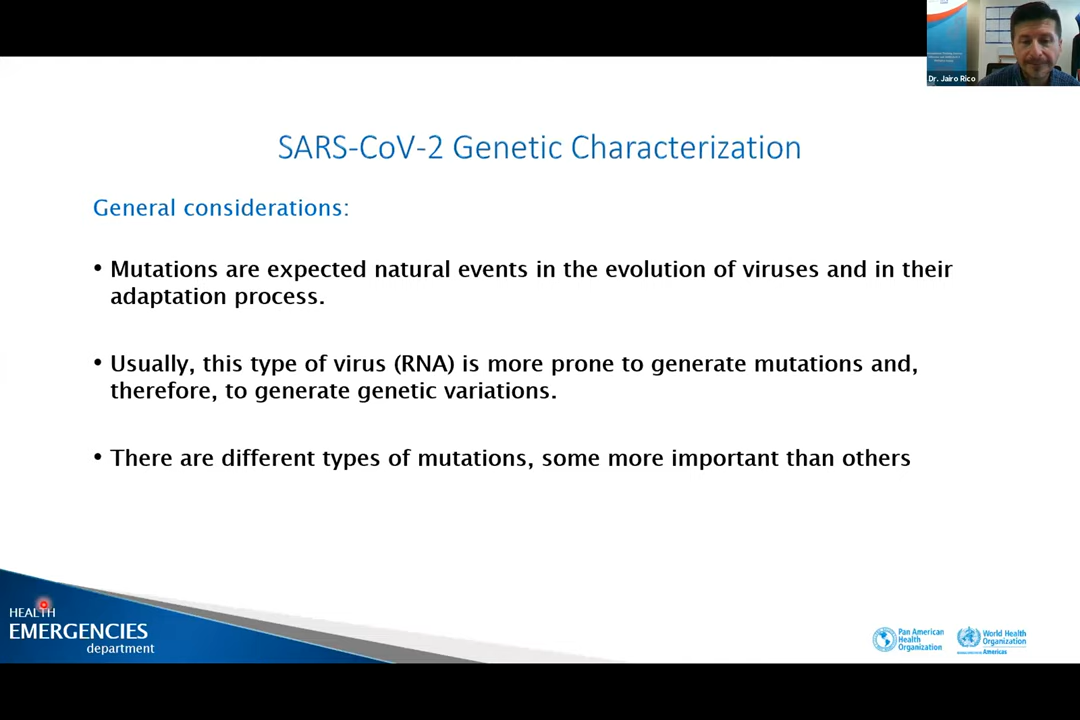 Dr. Jairo Rico
SARS-CoV-2 Genetic Characterization
General considerations:
• Mutations are expected natural events in the evolution of viruses and in their
adaptation process.
• Usually, this type of virus (RNA) is more prone to generate mutations and,
therefore, to generate genetic variations.
• There are different types of mutations, some more important than others
HEALTH
EMERGENCIES
department
Pan American
Health
Organization
World Health
Organization
Americas